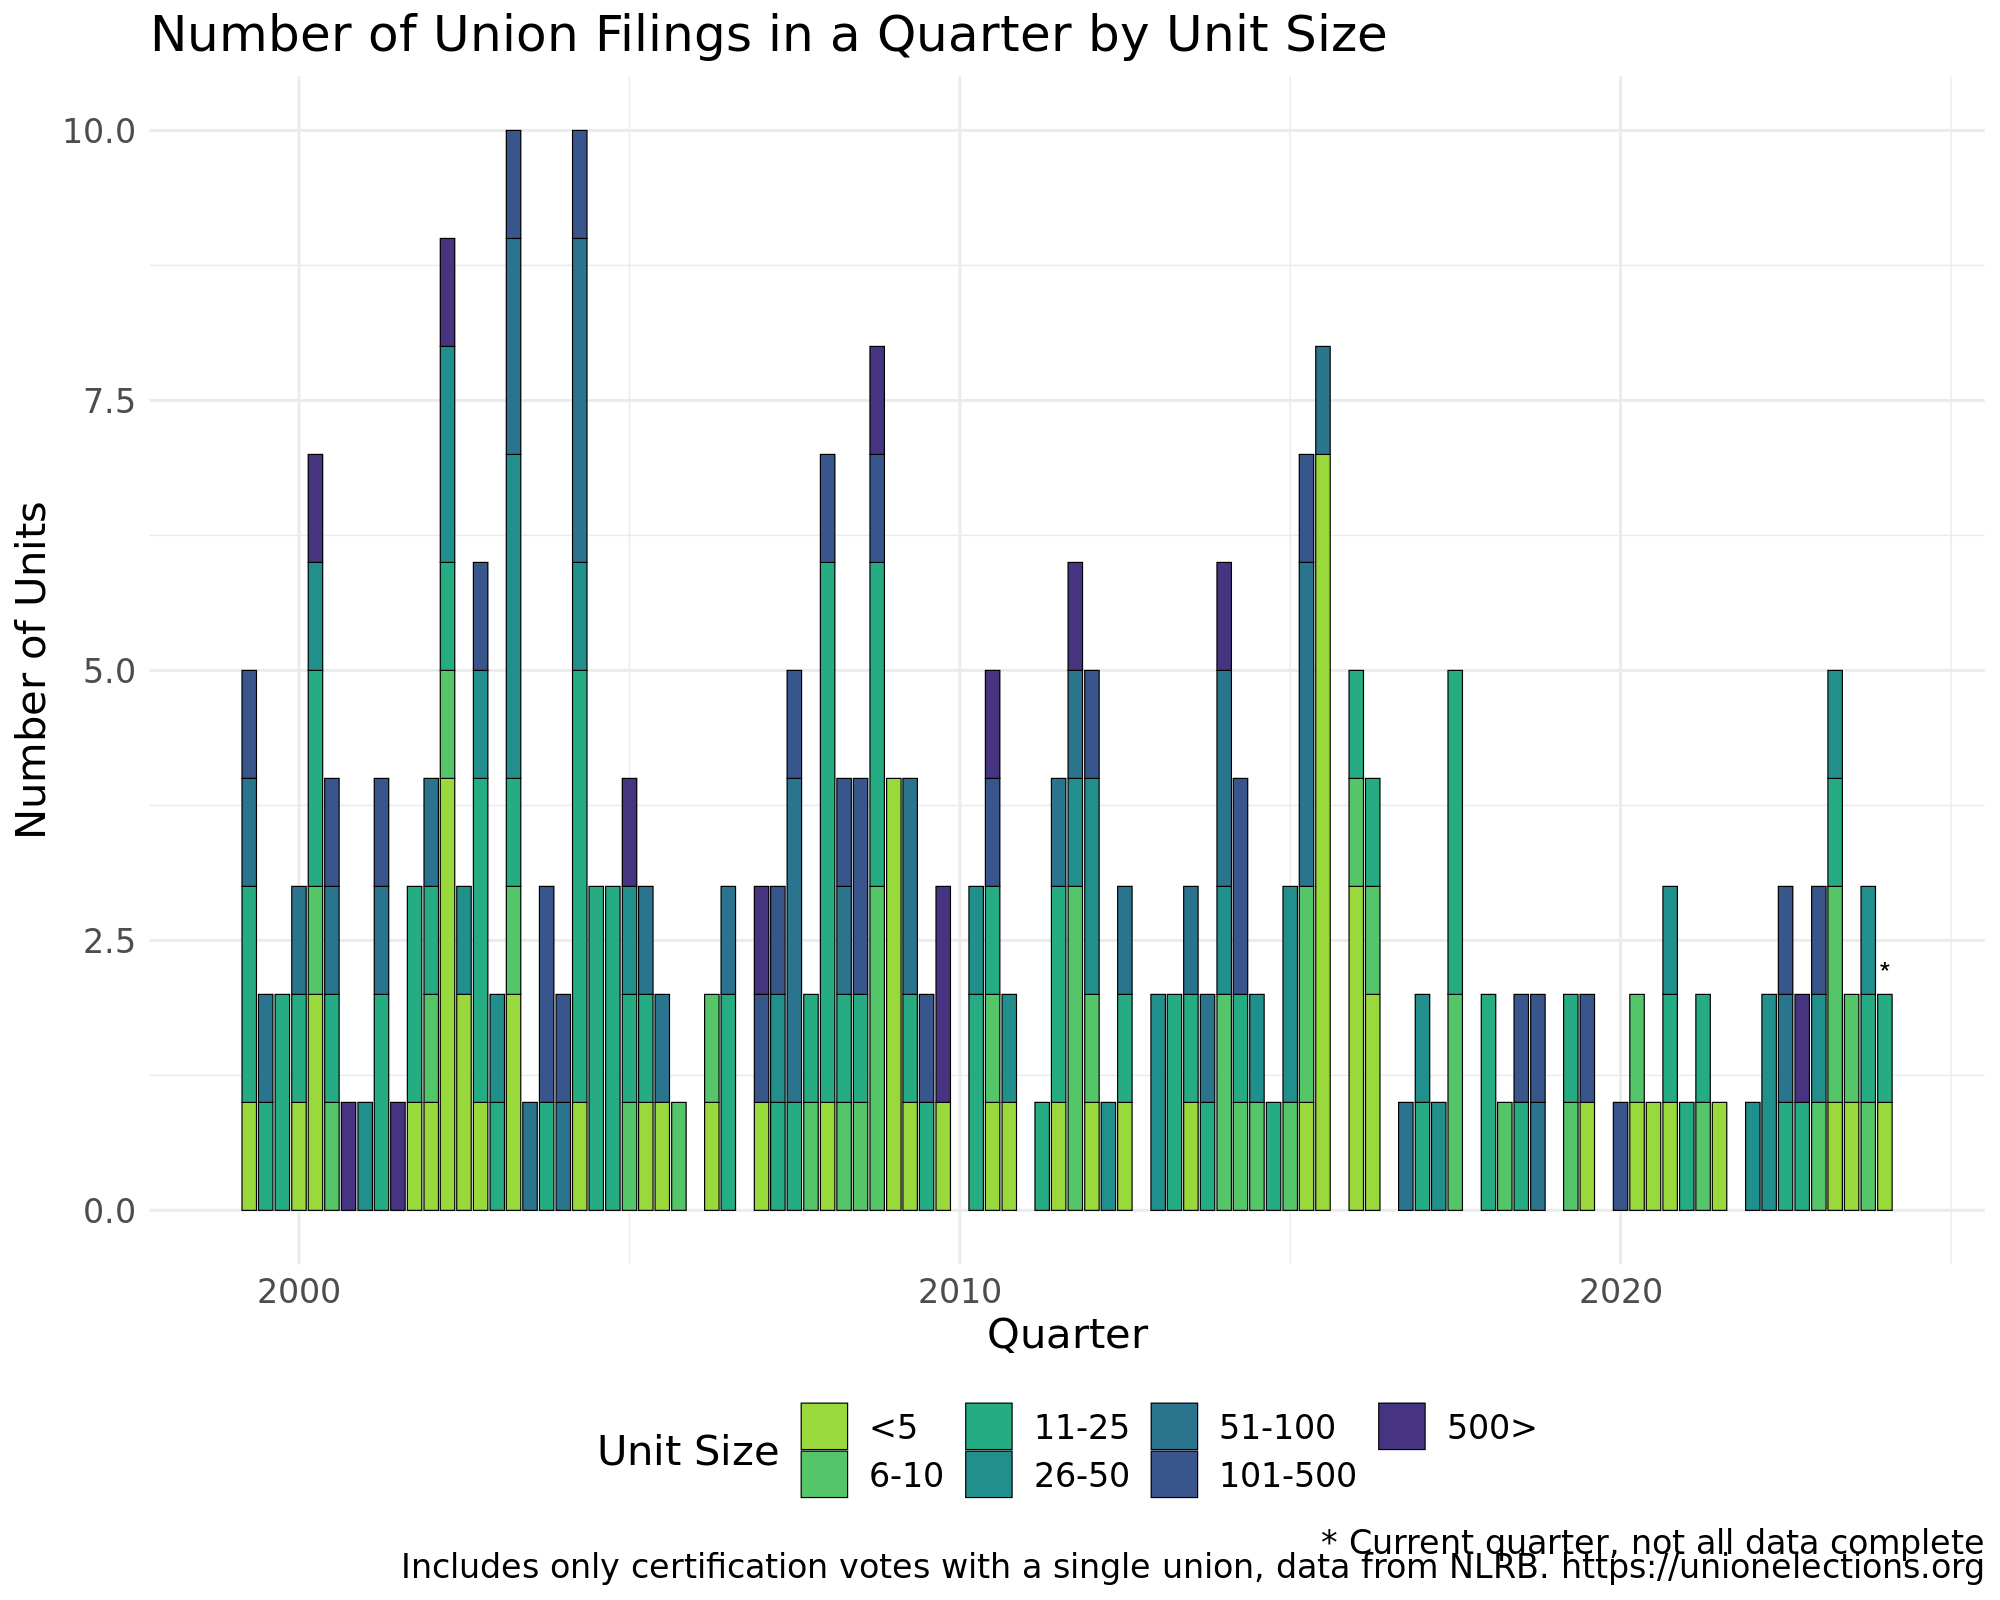 Number of Union Filings in a Quarter by Unit Size
10.0
7.5
5.0
2.5
0.0
Number of Units
*
2000
2010
2020
Quarter
Unit Size
<5
11-25
51-100
500>
6-10
26-50
101-500
* Current quarter, not all data complete
Includes only certification votes with a single union, data from NLRB. https://unionelections.org